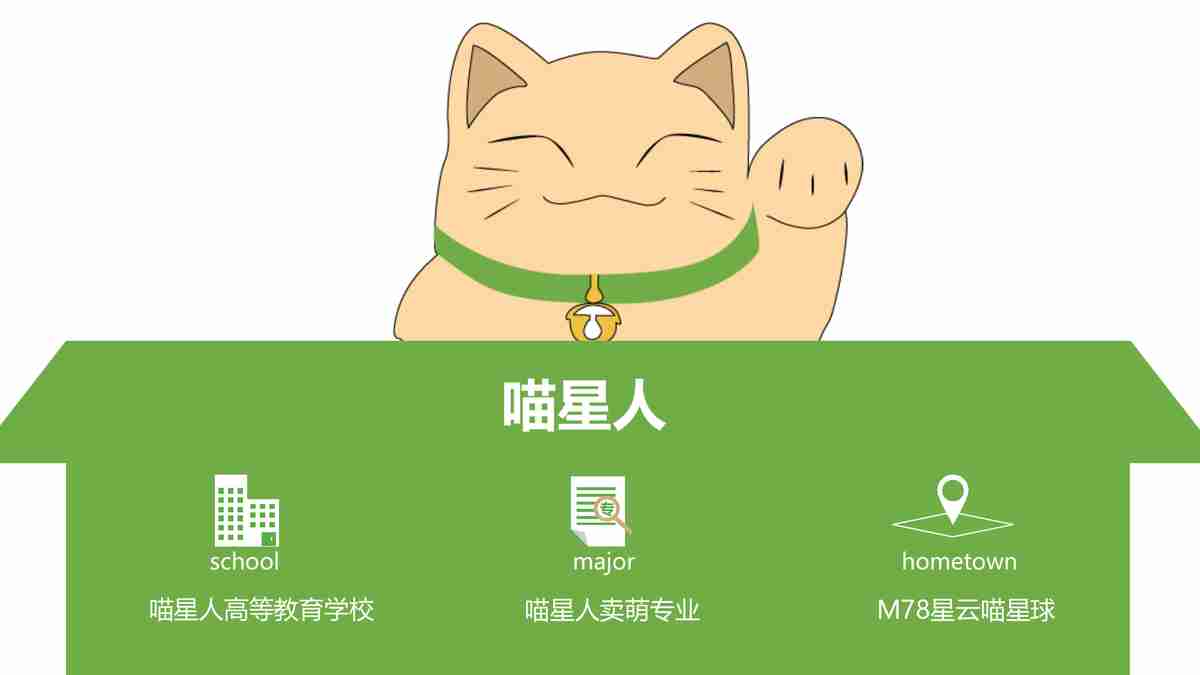 喵星人
专
school
major
hometown
喵星人高等教育学校
喵星人卖萌专业
M78星云喵星球